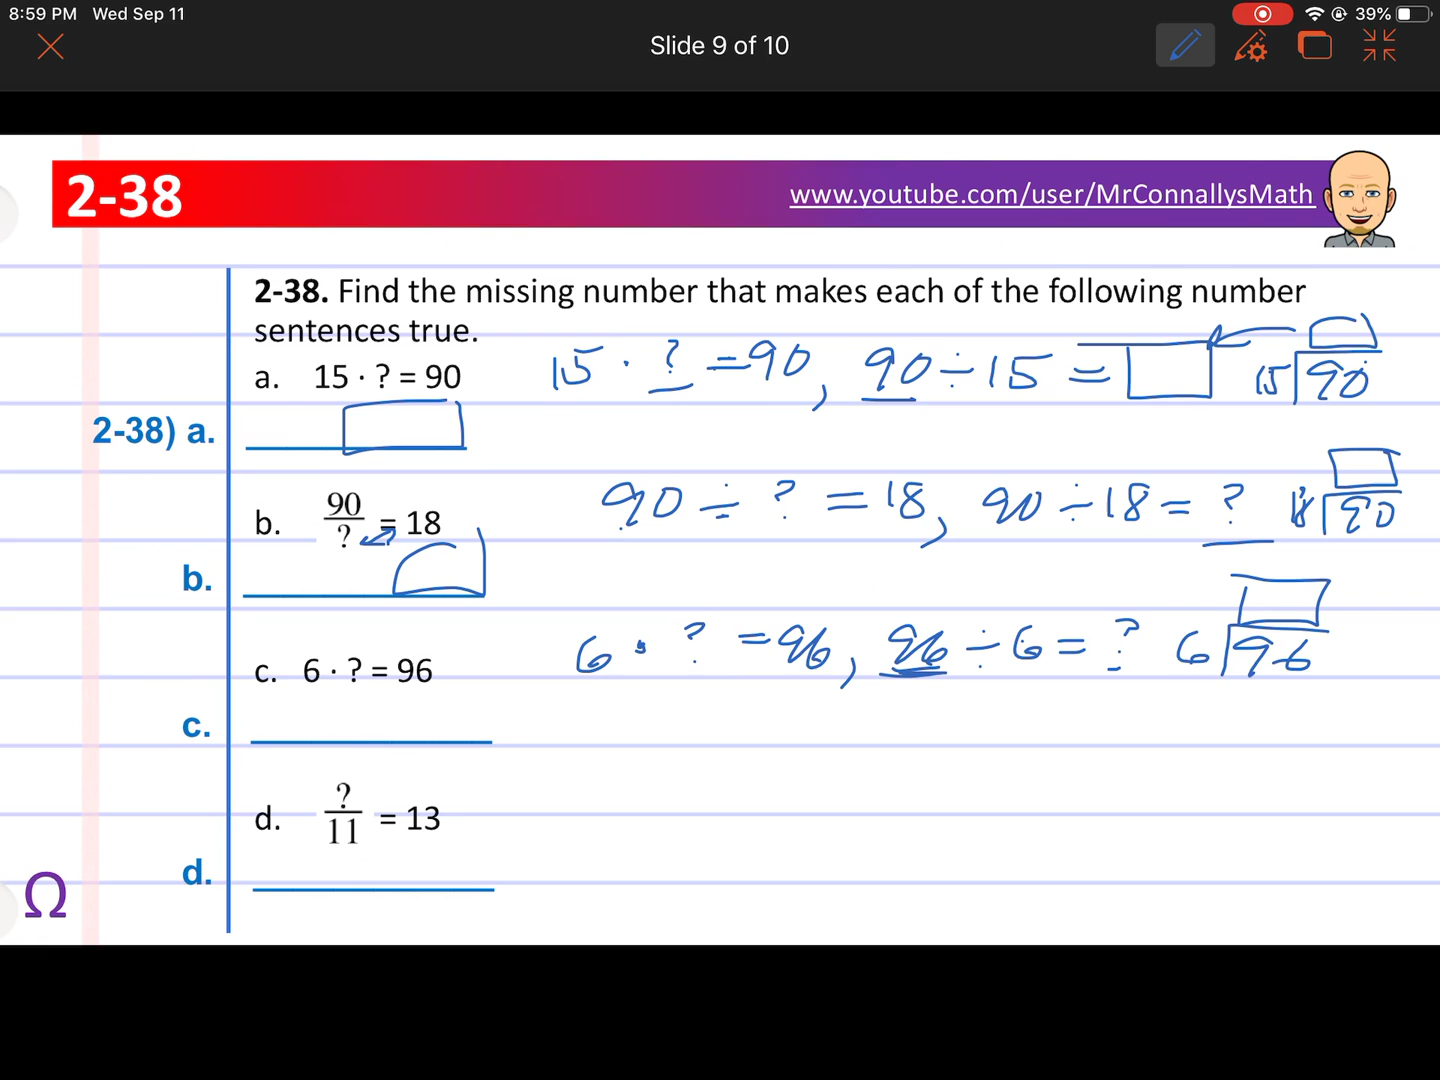 8:59 PM Wed Sep 11 39%
Slide 9 of 10
2-38 www.youtube.com/user/MrConnallysMath
2-38. Find the missing number that makes each of the following number
sentences true.
a. 15 · ? = 90
15 · ? = 90, 90 ÷ 15 = 15 90
2-38) a.
b. 90/? = 18
90 ÷ ? = 18, 90 ÷ 18 = ? 18 90
b.
c. 6 · ? = 96
6 · ? = 96, 96 ÷ 6 = ? 6 96
c.
d. ?/11 = 13
d.
Ω